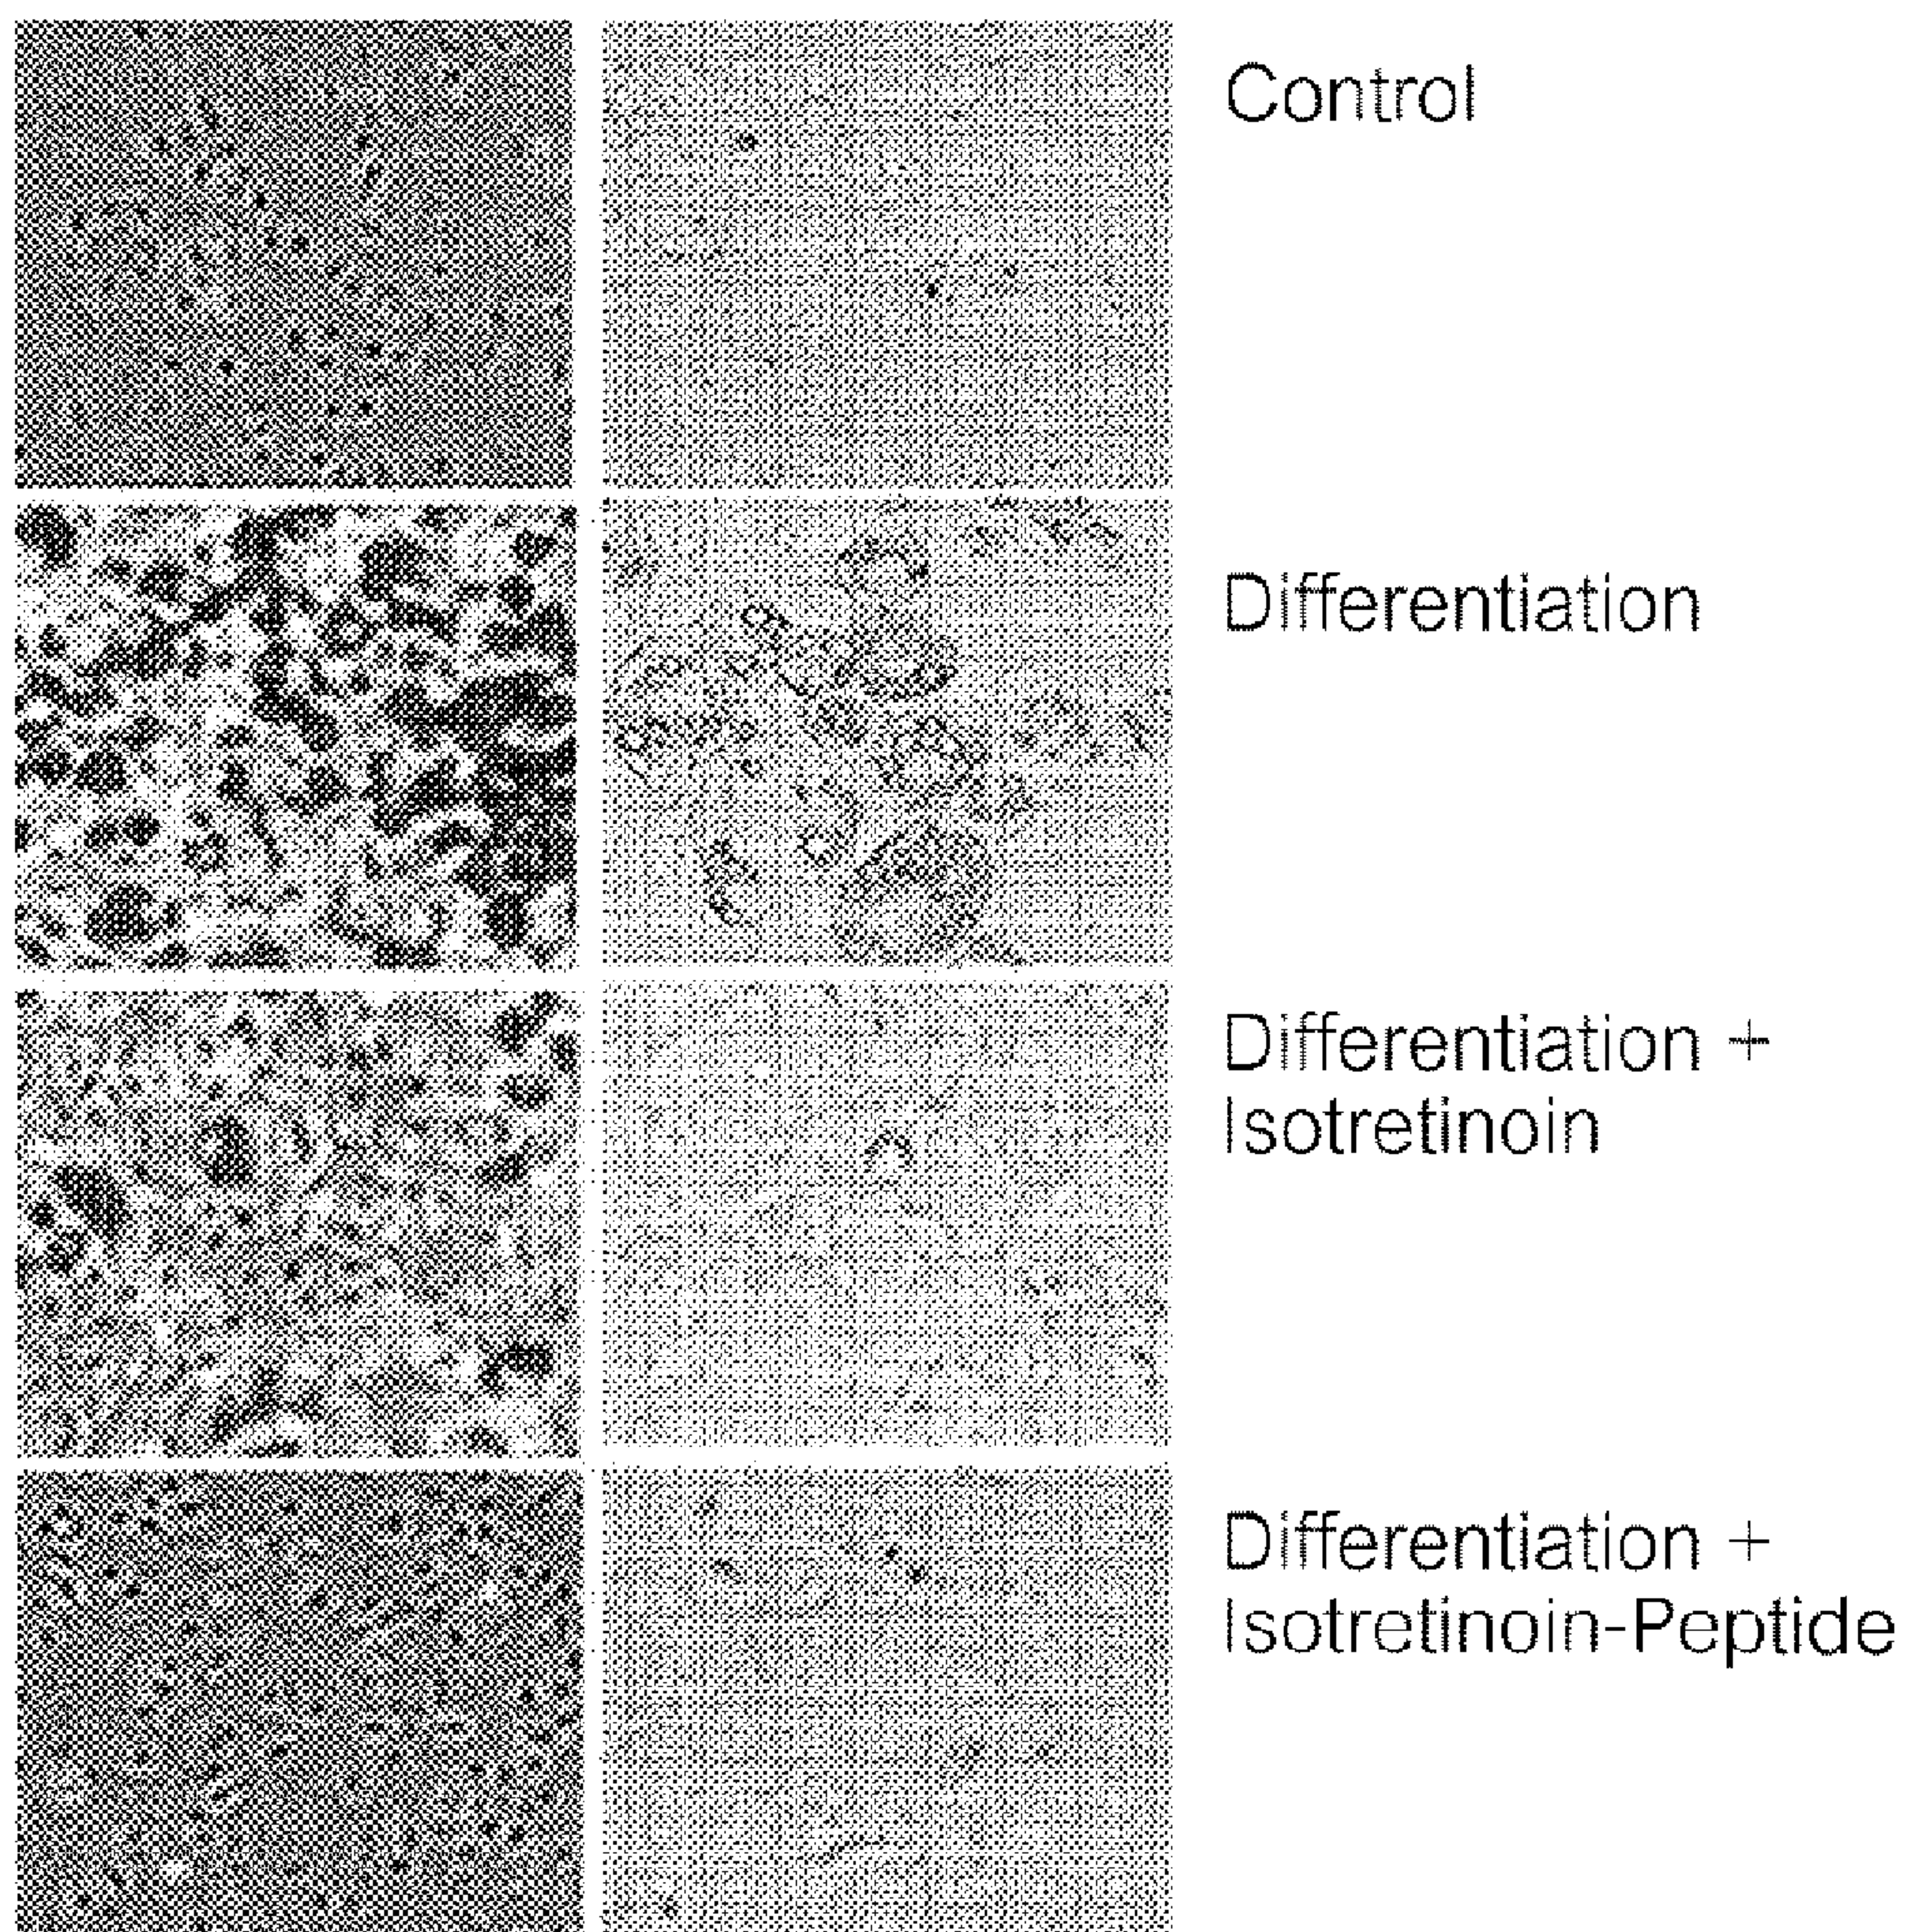 Control
Differentiation
Differentiation +
Isotretinoin
Differentiation +
Isotretinoin-Peptide